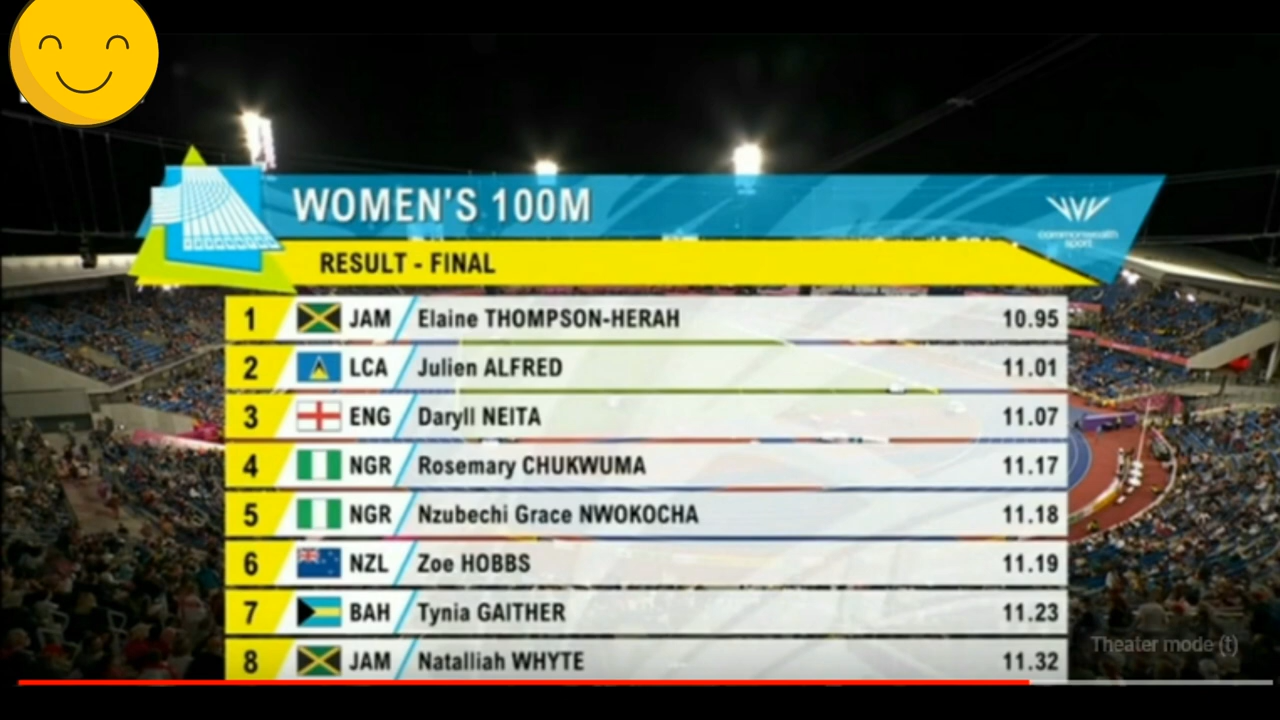 WOMEN'S 100M
commonwealth
sport
RESULT - FINAL
1 JAM Elaine THOMPSON-HERAH 10.95
2 LCA Julien ALFRED 11.01
3 ENG Daryll NEITA 11.07
4 NGR Rosemary CHUKWUMA 11.17
5 NGR Nzubechi Grace NWOKOCHA 11.18
6 NZL Zoe HOBBS 11.19
7 BAH Tynia GAITHER 11.23
8 JAM Natalliah WHYTE 11.32
Theater mode (t)